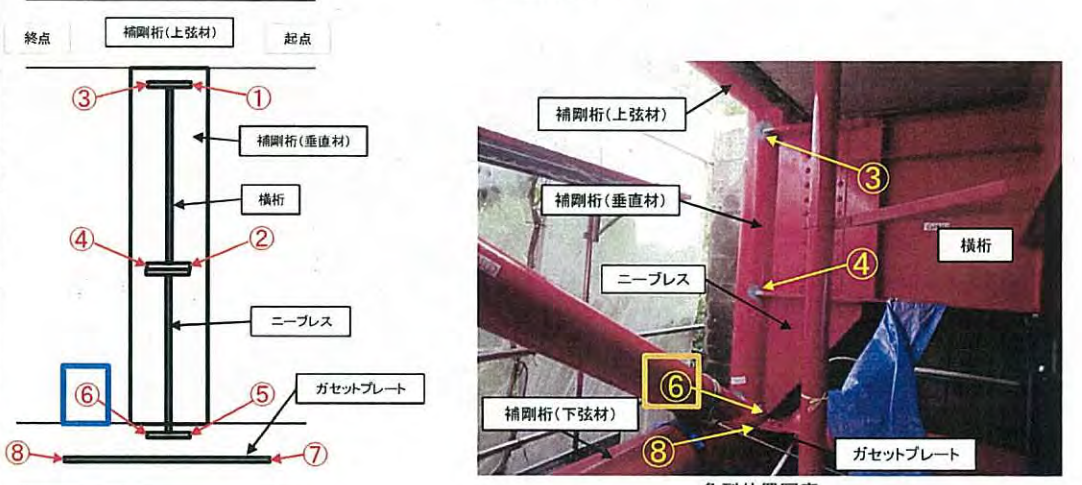 終点
補剛桁(上弦材)
起点
③
①
補剛桁(垂直材)
横桁
④
②
ニーブレス
ガセットプレート
⑥
⑤
⑧
⑦
補剛桁(上弦材)
③
補剛桁(垂直材)
横桁
④
ニーブレス
⑥
補剛桁(下弦材)
⑧
ガセットプレート